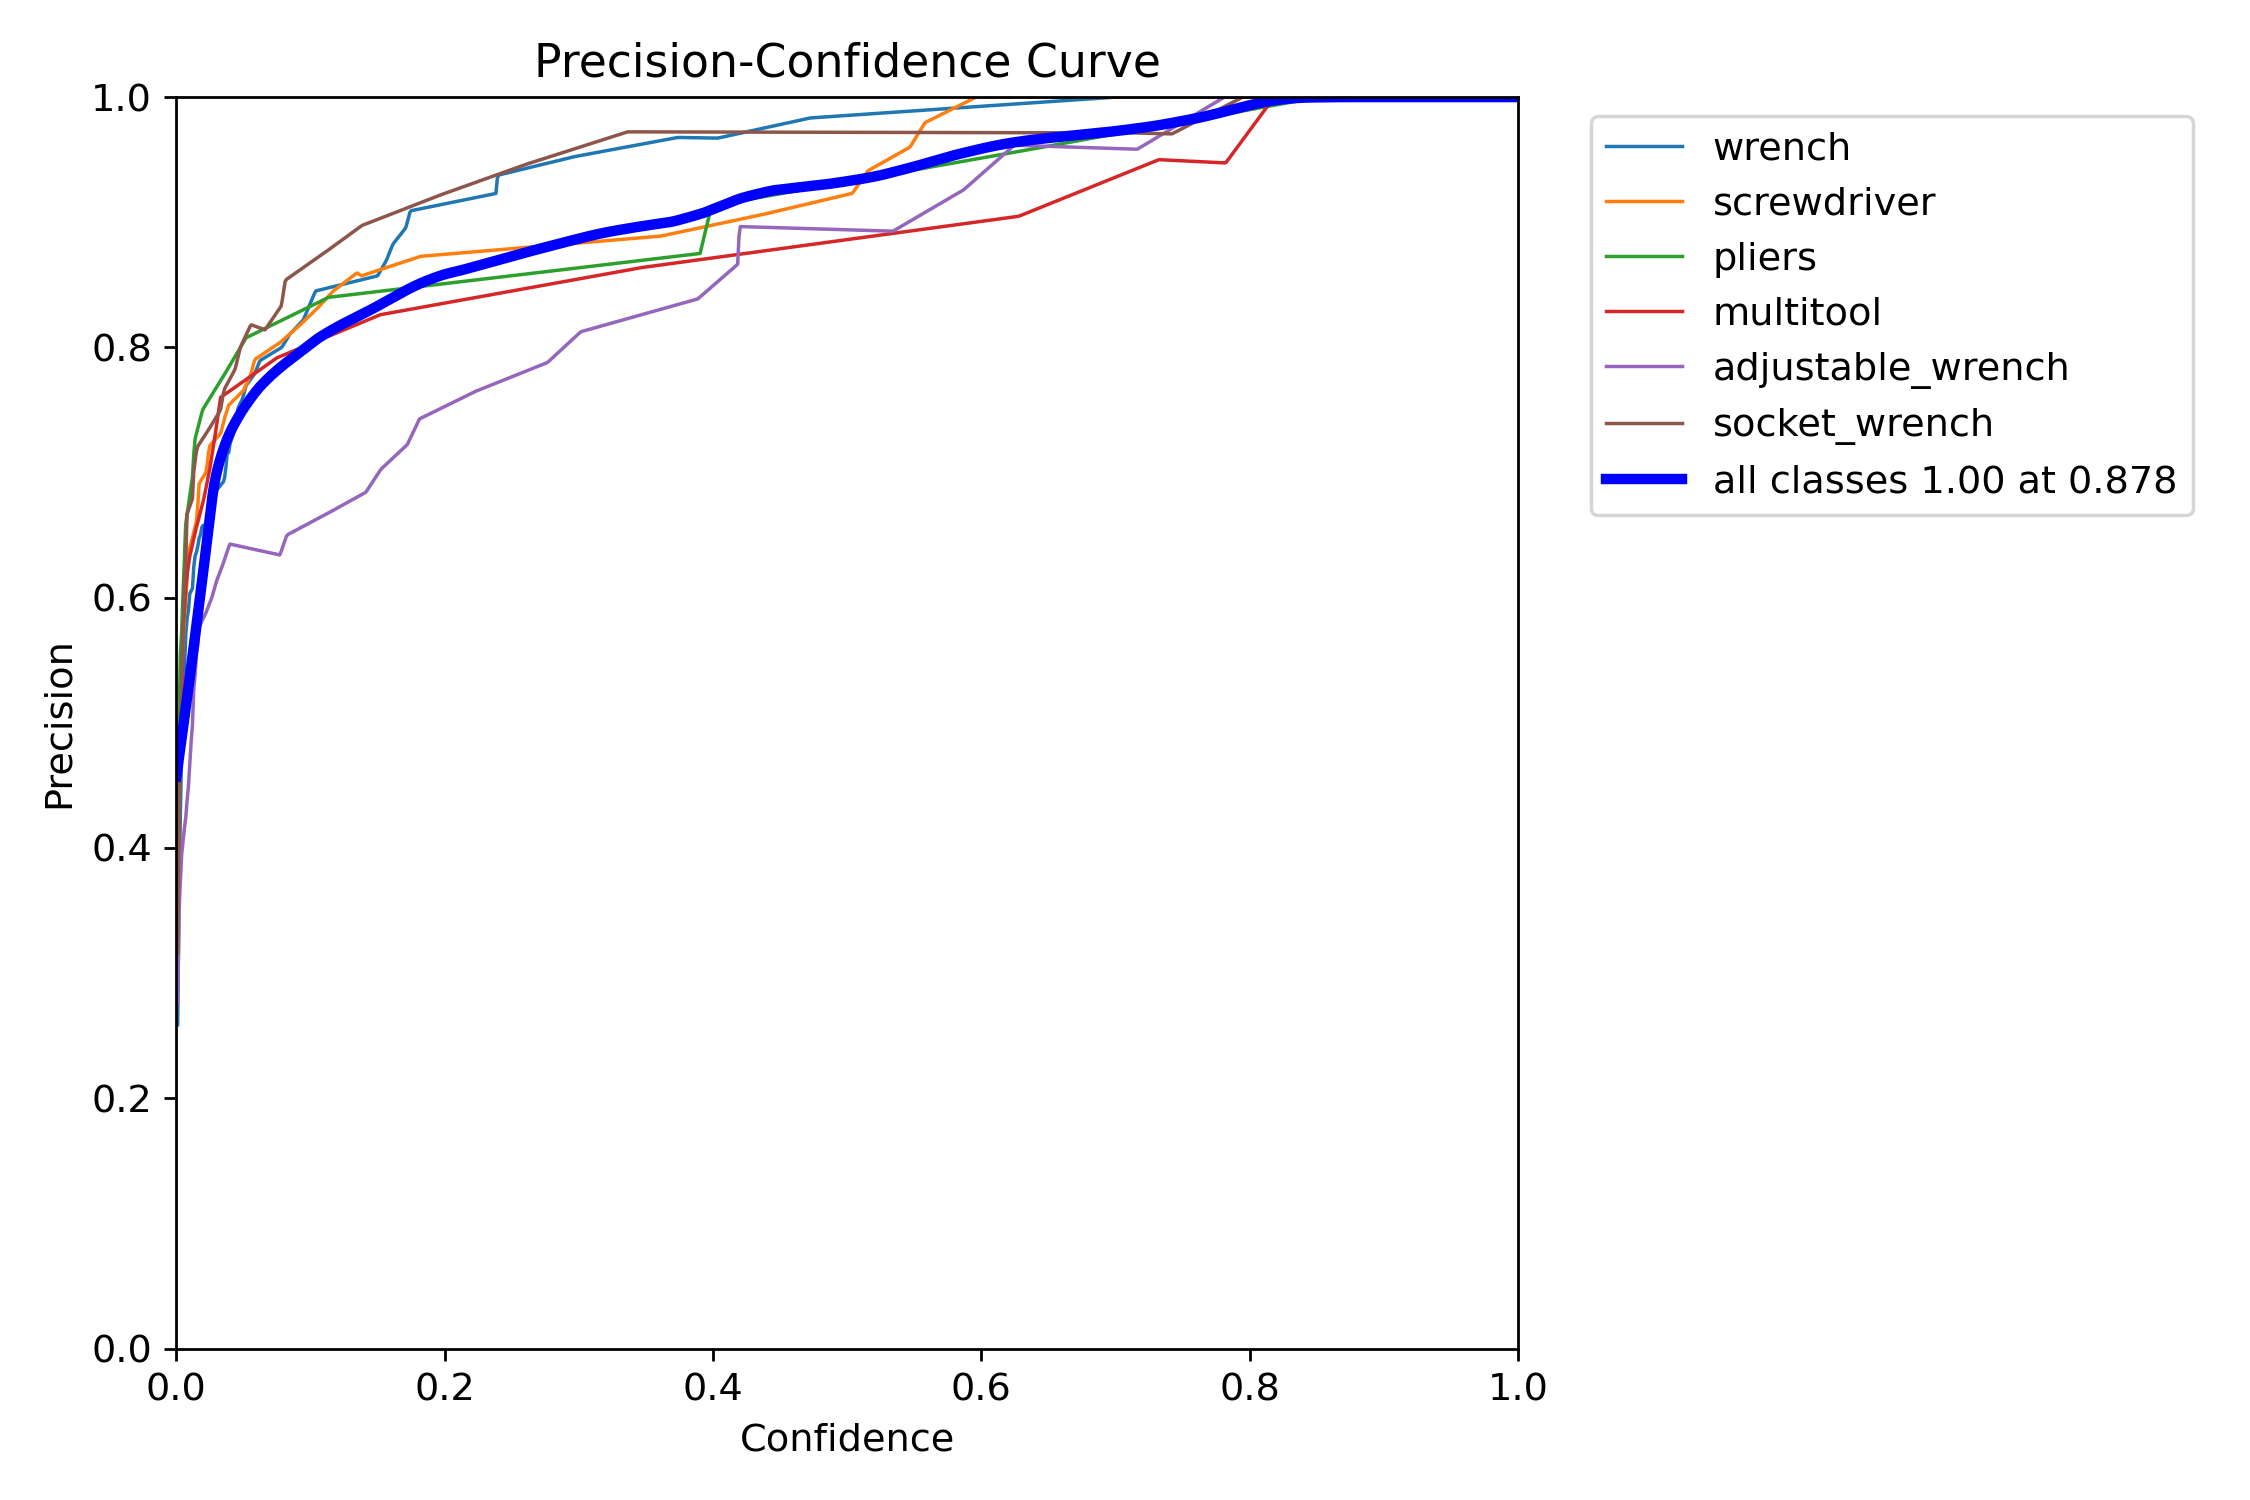 Precision-Confidence Curve
1.0
0.8
0.6
0.4
0.2
0.0
Precision
0.0 0.2 0.4 0.6 0.8 1.0
Confidence
wrench
screwdriver
pliers
multitool
adjustable_wrench
socket_wrench
all classes 1.00 at 0.878